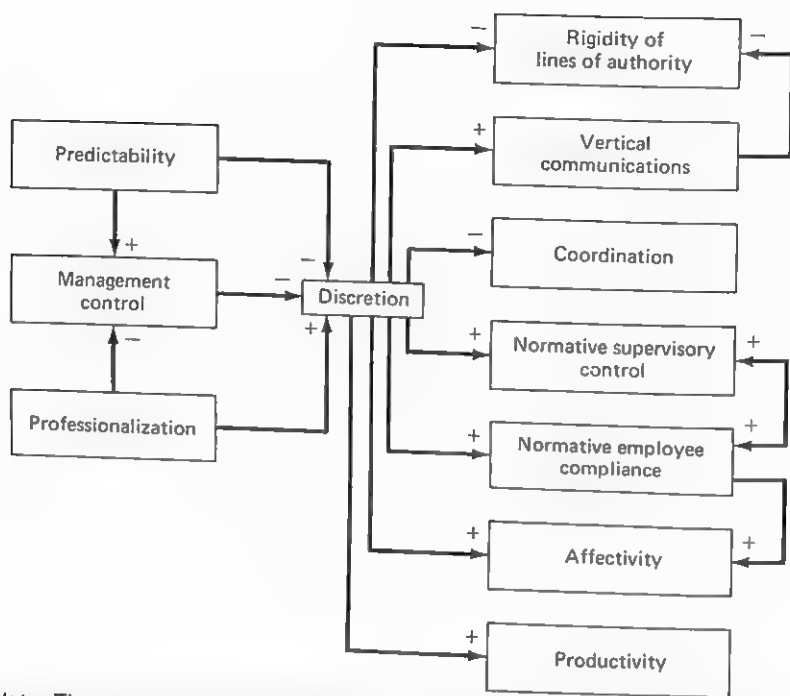 Rigidity of
lines of authority
−
−
Predictability
+
Vertical
communications
−
Coordination
+
−
Management
control
−
Discretion
−
+
+
Normative supervisory
control
+
Professionalization
+
Normative employee
compliance
+
+
Affectivity
+
+
Productivity